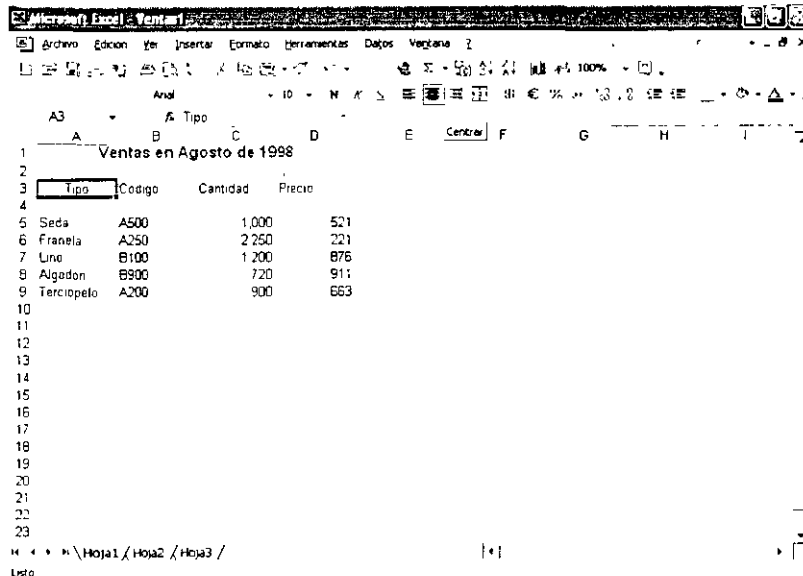 Microsoft Excel - Ventas1
Archivo Edicion Ver Insertar Formato Herramientas Datos Ventana ?
100%
Arial 10 N K S € %
A3 fx Tipo
Centrar
A B C D E F G H I
1 Ventas en Agosto de 1998
2
3 Tipo Codigo Cantidad Precio
4
5 Seda A500 1,000 521
6 Franela A250 2 250 221
7 Lino B100 1 200 876
8 Algadon B900 720 911
9 Terciopelo A200 900 663
10
11
12
13
14
15
16
17
18
19
20
21
22
23
Hoja1 / Hoja2 / Hoja3 /
Listo